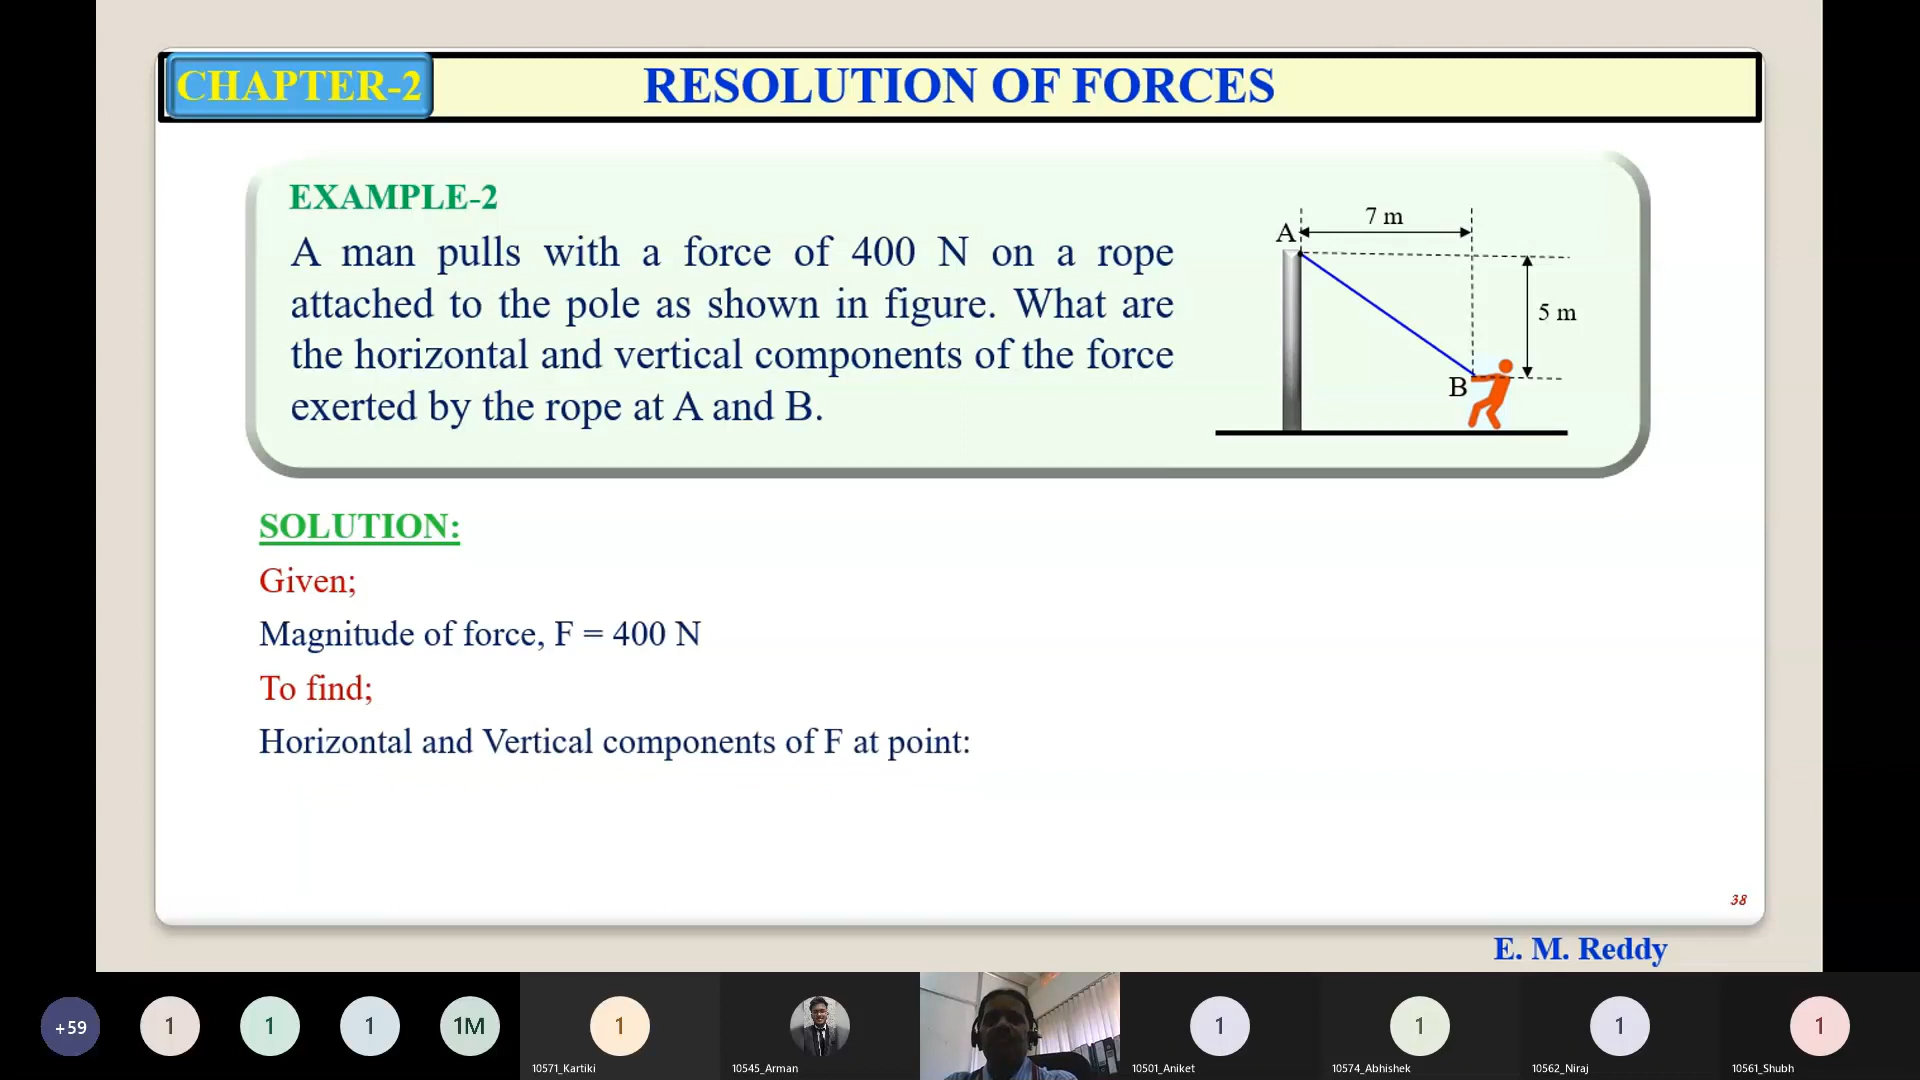 CHAPTER-2
RESOLUTION OF FORCES
EXAMPLE-2
A man pulls with a force of 400 N on a rope
attached to the pole as shown in figure. What are
the horizontal and vertical components of the force
exerted by the rope at A and B.
7 m
A
5 m
B
SOLUTION:
Given;
Magnitude of force, F = 400 N
To find;
Horizontal and Vertical components of F at point:
38
E. M. Reddy
+59
1
1
1
1M
1
1
1
1
1
10571_Kartiki
10545_Arman
10501_Aniket
10574_Abhishek
10562_Niraj
10561_Shubh